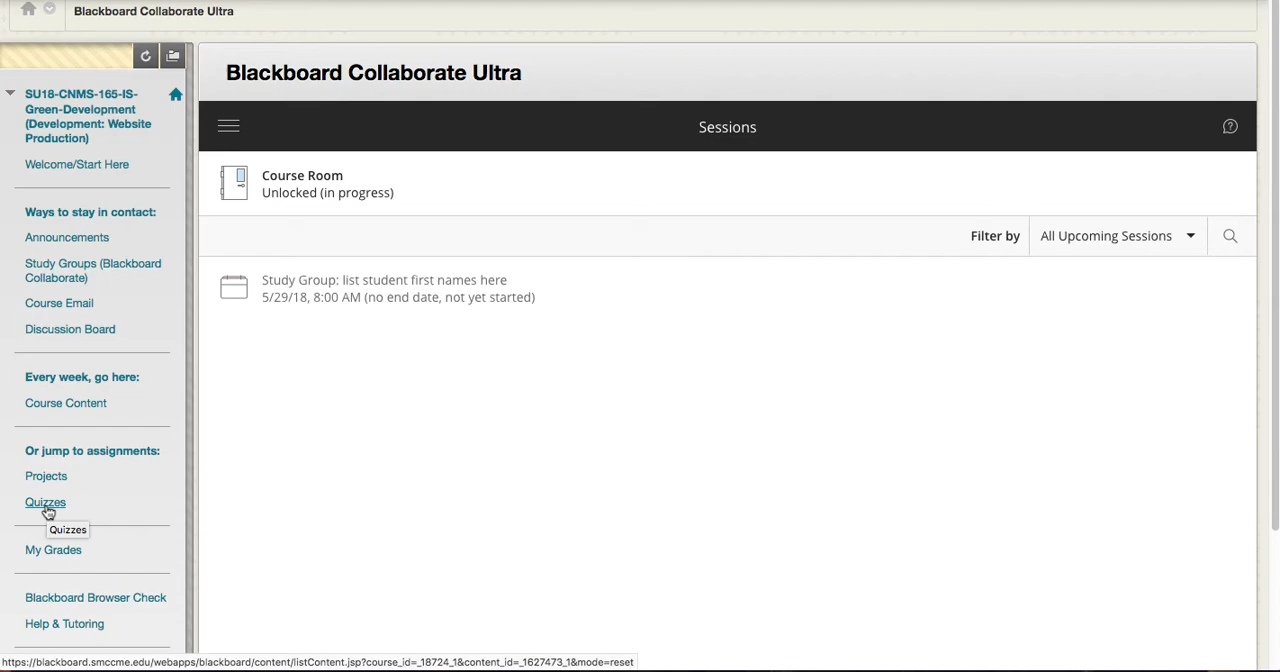 Blackboard Collaborate Ultra
SU18-CNMS-165-IS-
Green-Development
(Development: Website
Production)
Welcome/Start Here
Ways to stay in contact:
Announcements
Study Groups (Blackboard
Collaborate)
Course Email
Discussion Board
Every week, go here:
Course Content
Or jump to assignments:
Projects
Quizzes
Quizzes
My Grades
Blackboard Browser Check
Help & Tutoring
Blackboard Collaborate Ultra
Sessions
Course Room
Unlocked (in progress)
Filter by All Upcoming Sessions
Study Group: list student first names here
5/29/18, 8:00 AM (no end date, not yet started)
https://blackboard.smccme.edu/webapps/blackboard/content/listContent.jsp?course_id=_18724_1&content_id=_1627473_1&mode=reset